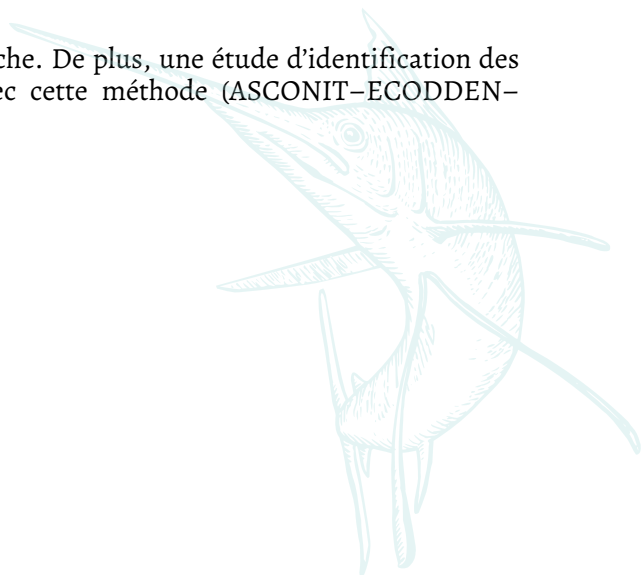 che. De plus, une étude d’identification des
ec cette méthode (ASCONIT–ECODDEN–